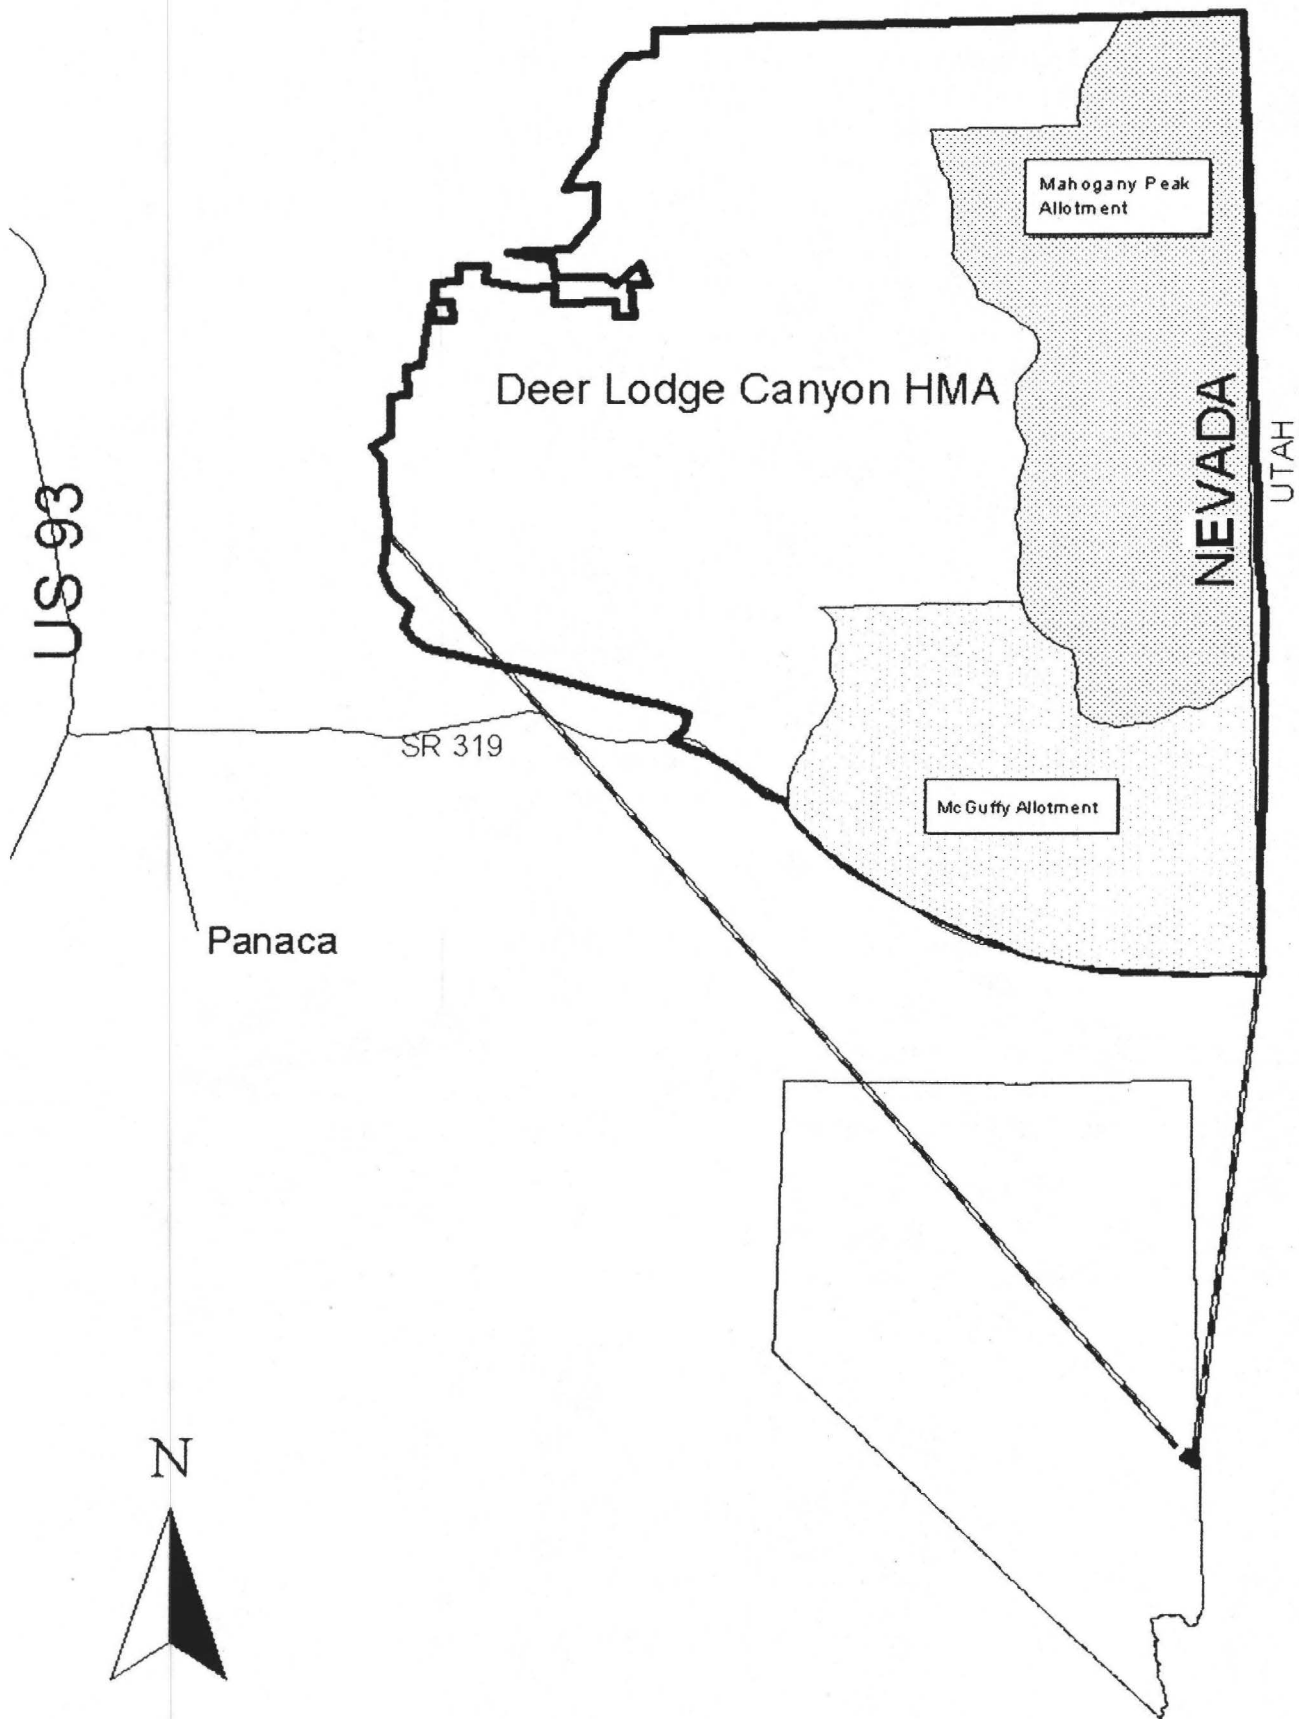 Mahogany Peak
Allotment
Deer Lodge Canyon HMA
NEVADA
UTAH
US 93
SR 319
McGuffy Allotment
Panaca
N